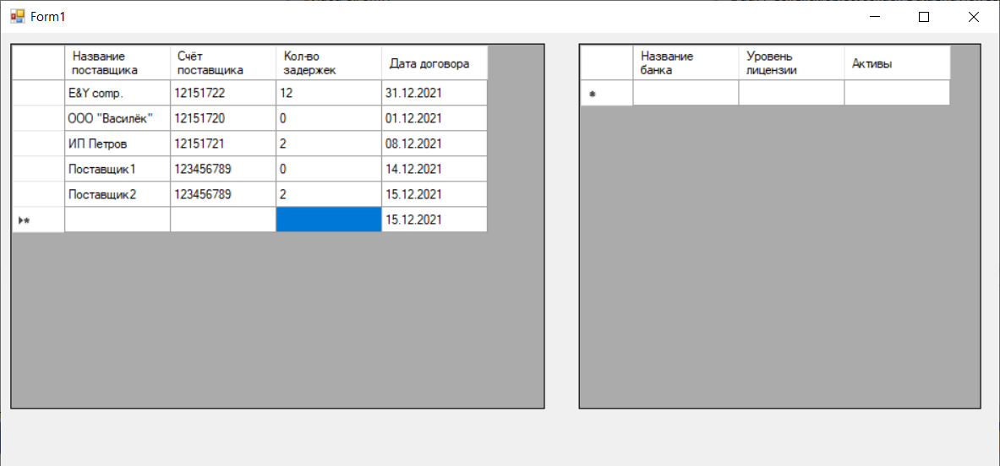 Form1
Название поставщика Счёт поставщика Кол-во задержек Дата договора
E&Y comp. 12151722 12 31.12.2021
ООО "Василёк" 12151720 0 01.12.2021
ИП Петров 12151721 2 08.12.2021
Поставщик1 123456789 0 14.12.2021
Поставщик2 123456789 2 15.12.2021
15.12.2021
Название банка Уровень лицензии Активы